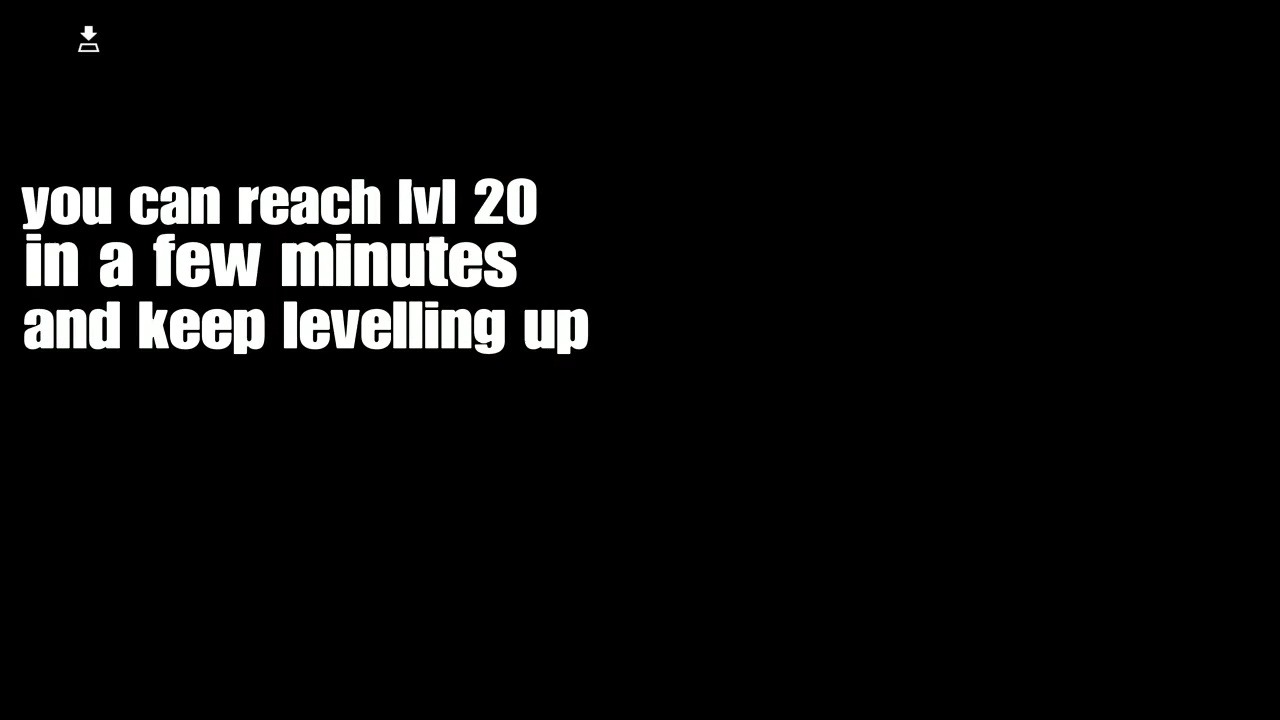 you can reach lvl 20
in a few minutes
and keep levelling up